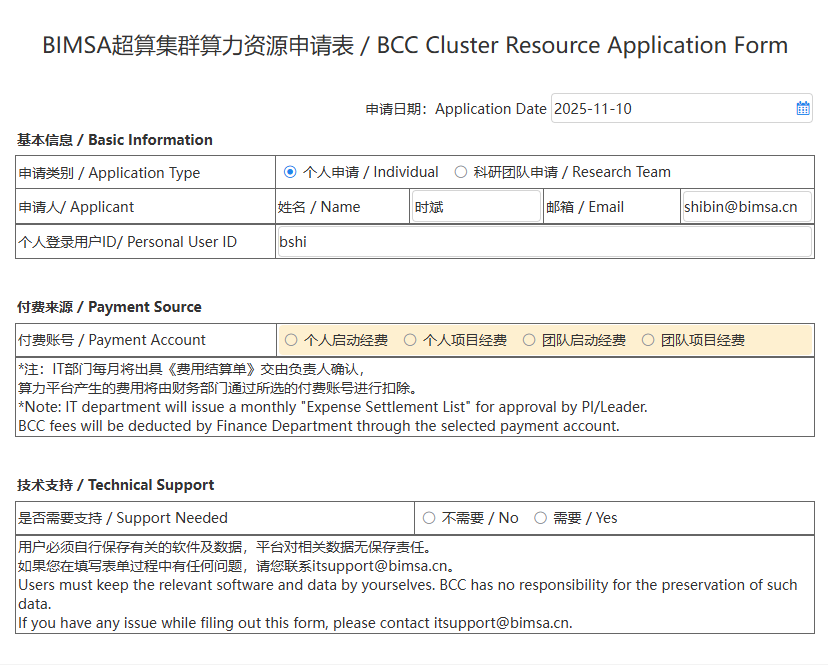 BIMSA超算集群算力资源申请表 / BCC Cluster Resource Application Form
申请日期：Application Date 2025-11-10
基本信息 / Basic Information
申请类别 / Application Type 个人申请 / Individual 科研团队申请 / Research Team
申请人/ Applicant 姓名 / Name 时斌 邮箱 / Email shibin@bimsa.cn
个人登录用户ID/ Personal User ID bshi
付费来源 / Payment Source
付费账号 / Payment Account 个人启动经费 个人项目经费 团队启动经费 团队项目经费
*注：IT部门每月将出具《费用结算单》交由负责人确认，
算力平台产生的费用将由财务部门通过所选的付费账号进行扣除。
*Note: IT department will issue a monthly "Expense Settlement List" for approval by PI/Leader.
BCC fees will be deducted by Finance Department through the selected payment account.
技术支持 / Technical Support
是否需要支持 / Support Needed 不需要 / No 需要 / Yes
用户必须自行保存有关的软件及数据，平台对相关数据无保存责任。
如果您在填写表单过程中有任何问题，请您联系itsupport@bimsa.cn。
Users must keep the relevant software and data by yourselves. BCC has no responsibility for the preservation of such
data.
If you have any issue while filing out this form, please contact itsupport@bimsa.cn.